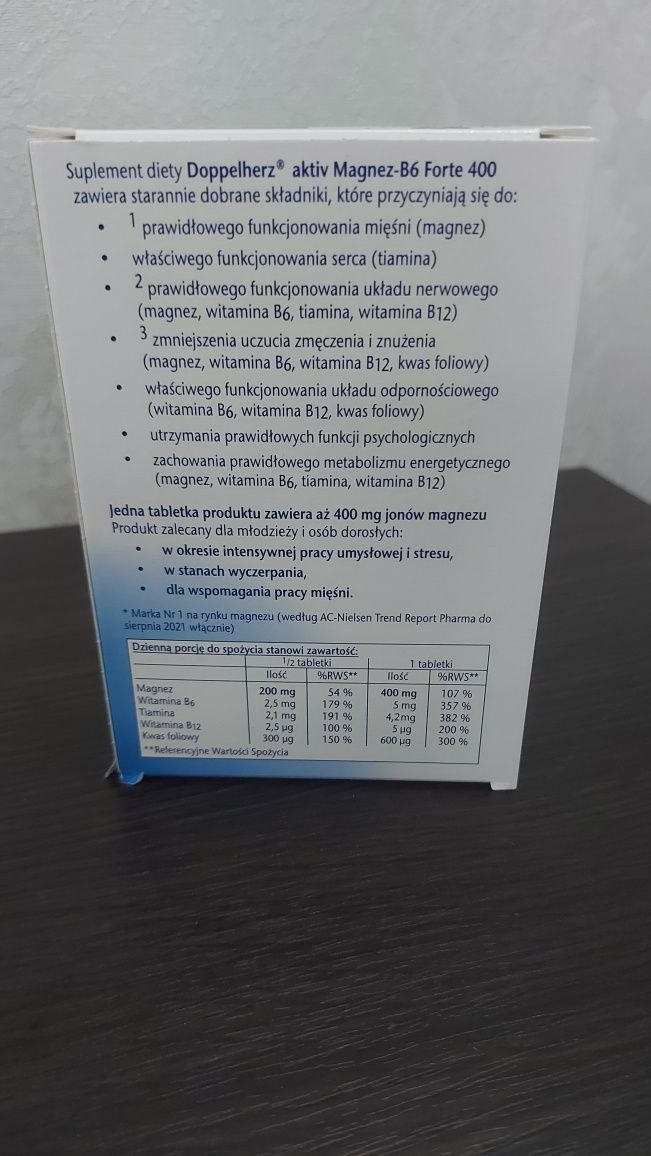 Suplement diety Doppelherz® aktiv Magnez-B6 Forte 400
zawiera starannie dobrane składniki, które przyczyniają się do:
• 1 prawidłowego funkcjonowania mięśni (magnez)
• właściwego funkcjonowania serca (tiamina)
• 2 prawidłowego funkcjonowania układu nerwowego
(magnez, witamina B6, tiamina, witamina B12)
• 3 zmniejszenia uczucia zmęczenia i znużenia
(magnez, witamina B6, witamina B12, kwas foliowy)
• właściwego funkcjonowania układu odpornościowego
(witamina B6, witamina B12, kwas foliowy)
• utrzymania prawidłowych funkcji psychologicznych
• zachowania prawidłowego metabolizmu energetycznego
(magnez, witamina B6, tiamina, witamina B12)
Jedna tabletka produktu zawiera aż 400 mg jonów magnezu
Produkt zalecany dla młodzieży i osób dorosłych:
• w okresie intensywnej pracy umysłowej i stresu,
• w stanach wyczerpania,
• dla wspomagania pracy mięśni.
* Marka Nr 1 na rynku magnezu (według AC-Nielsen Trend Report Pharma do
sierpnia 2021 włącznie)
Dzienną porcję do spożycia stanowi zawartość:
1/2 tabletki 1 tabletki
Ilość %RWS** Ilość %RWS**
Magnez 200 mg 54 % 400 mg 107 %
Witamina B6 2,5 mg 179 % 5 mg 357 %
Tiamina 2,1 mg 191 % 4,2mg 382 %
Witamina B12 2,5 µg 100 % 5 µg 200 %
Kwas foliowy 300 µg 150 % 600 µg 300 %
**Referencyjne Wartości Spożycia